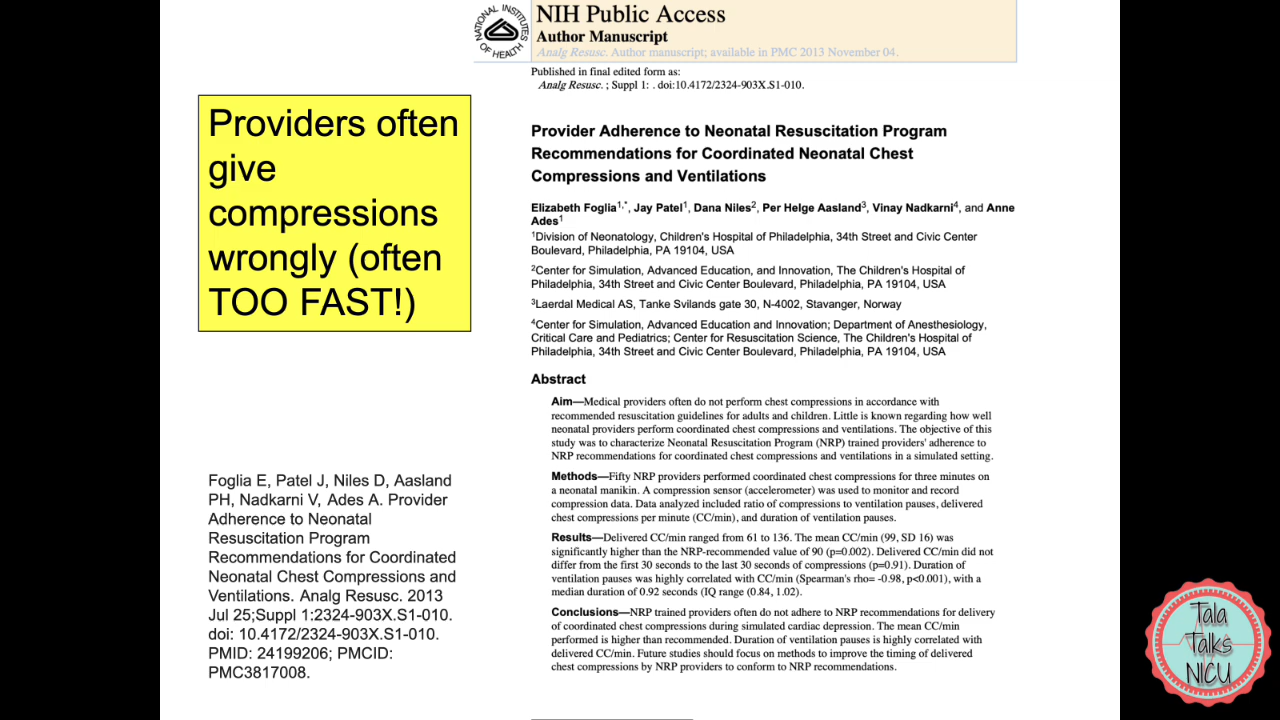 NATIONAL INSTITUTES OF HEALTH
NIH Public Access
Author Manuscript
Analg Resusc. Author manuscript; available in PMC 2013 November 04.
Published in final edited form as:
Analg Resusc. ; Suppl 1: . doi:10.4172/2324-903X.S1-010.
Providers often
give
compressions
wrongly (often
TOO FAST!)
Provider Adherence to Neonatal Resuscitation Program
Recommendations for Coordinated Neonatal Chest
Compressions and Ventilations
Elizabeth Foglia1,*, Jay Patel1, Dana Niles2, Per Helge Aasland3, Vinay Nadkarni4, and Anne
Ades1
1Division of Neonatology, Children's Hospital of Philadelphia, 34th Street and Civic Center
Boulevard, Philadelphia, PA 19104, USA
2Center for Simulation, Advanced Education, and Innovation, The Children's Hospital of
Philadelphia, 34th Street and Civic Center Boulevard, Philadelphia, PA 19104, USA
3Laerdal Medical AS, Tanke Svilands gate 30, N-4002, Stavanger, Norway
4Center for Simulation, Advanced Education and Innovation; Department of Anesthesiology,
Critical Care and Pediatrics; Center for Resuscitation Science, The Children's Hospital of
Philadelphia, 34th Street and Civic Center Boulevard, Philadelphia, PA 19104, USA
Abstract
Aim—Medical providers often do not perform chest compressions in accordance with
recommended resuscitation guidelines for adults and children. Little is known regarding how well
neonatal providers perform coordinated chest compressions and ventilations. The objective of this
study was to characterize Neonatal Resuscitation Program (NRP) trained providers' adherence to
NRP recommendations for coordinated chest compressions and ventilations in a simulated setting.
Methods—Fifty NRP providers performed coordinated chest compressions for three minutes on
a neonatal manikin. A compression sensor (accelerometer) was used to monitor and record
compression data. Data analyzed included ratio of compressions to ventilation pauses, delivered
chest compressions per minute (CC/min), and duration of ventilation pauses.
Results—Delivered CC/min ranged from 61 to 136. The mean CC/min (99, SD 16) was
significantly higher than the NRP-recommended value of 90 (p=0.002). Delivered CC/min did not
differ from the first 30 seconds to the last 30 seconds of compressions (p=0.91). Duration of
ventilation pauses was highly correlated with CC/min (Spearman's rho= -0.98, p<0.001), with a
median duration of 0.92 seconds (IQ range (0.84, 1.02).
Conclusions—NRP trained providers often do not adhere to NRP recommendations for delivery
of coordinated chest compressions during simulated cardiac depression. The mean CC/min
performed is higher than recommended. Duration of ventilation pauses is highly correlated with
delivered CC/min. Future studies should focus on methods to improve the timing of delivered
chest compressions by NRP providers to conform to NRP recommendations.
Foglia E, Patel J, Niles D, Aasland
PH, Nadkarni V, Ades A. Provider
Adherence to Neonatal
Resuscitation Program
Recommendations for Coordinated
Neonatal Chest Compressions and
Ventilations. Analg Resusc. 2013
Jul 25;Suppl 1:2324-903X.S1-010.
doi: 10.4172/2324-903X.S1-010.
PMID: 24199206; PMCID:
PMC3817008.
Tala
Talks
NICU